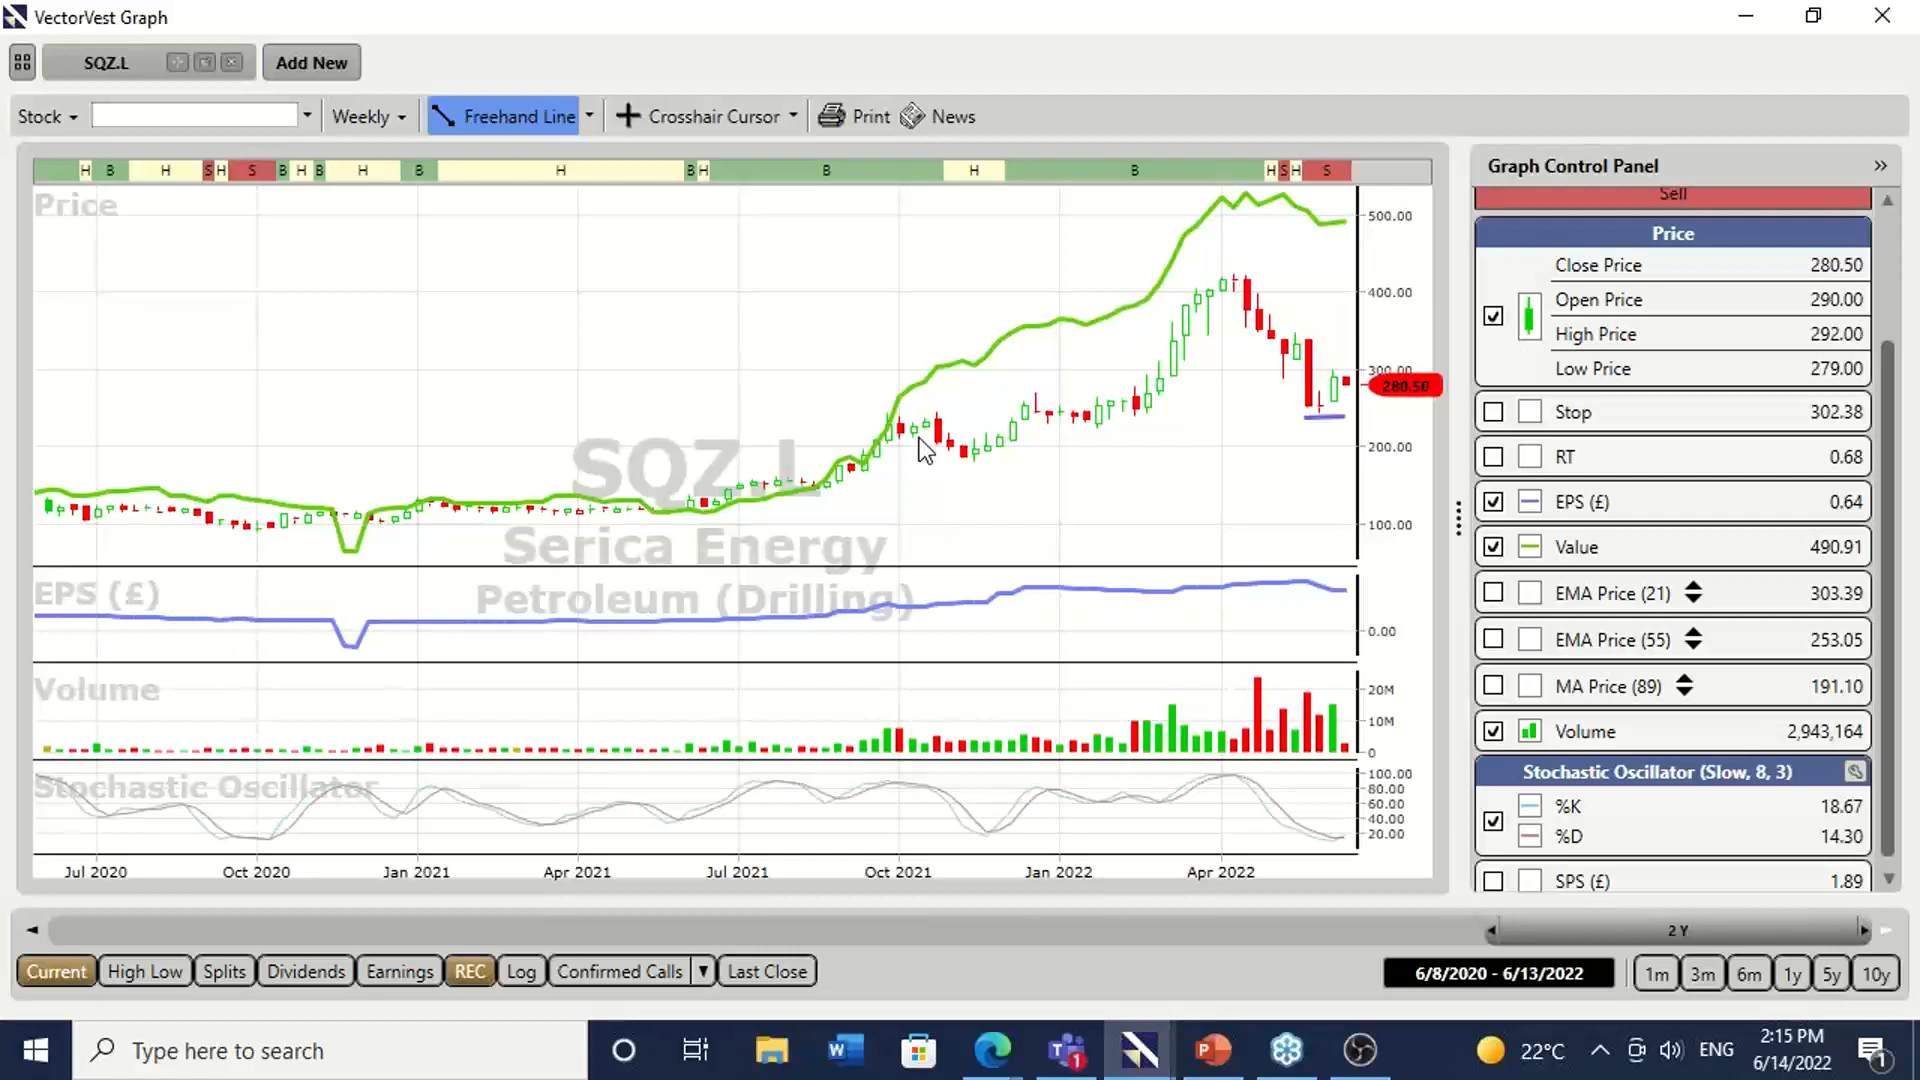 VectorVest Graph
SQZ.L
Add New
Stock
Weekly
Freehand Line
Crosshair Cursor
Print
News
H B H S H S B H B H B H B H B H B H S H S
Price
500.00
400.00
300.00
280.50
200.00
100.00
SQZ.L
Serica Energy
Petroleum (Drilling)
EPS (£)
0.00
Volume
20M
10M
0
Stochastic Oscillator
100.00
80.00
60.00
40.00
20.00
Jul 2020 Oct 2020 Jan 2021 Apr 2021 Jul 2021 Oct 2021 Jan 2022 Apr 2022
Graph Control Panel
Sell
Price
Close Price 280.50
Open Price 290.00
High Price 292.00
Low Price 279.00
Stop 302.38
RT 0.68
EPS (£) 0.64
Value 490.91
EMA Price (21) 303.39
EMA Price (55) 253.05
MA Price (89) 191.10
Volume 2,943,164
Stochastic Oscillator (Slow, 8, 3)
%K 18.67
%D 14.30
SPS (£) 1.89
2 Y
Current High Low Splits Dividends Earnings REC Log Confirmed Calls Last Close
6/8/2020 - 6/13/2022
1m 3m 6m 1y 5y 10y
Type here to search
22°C
ENG
2:15 PM
6/14/2022
1
1